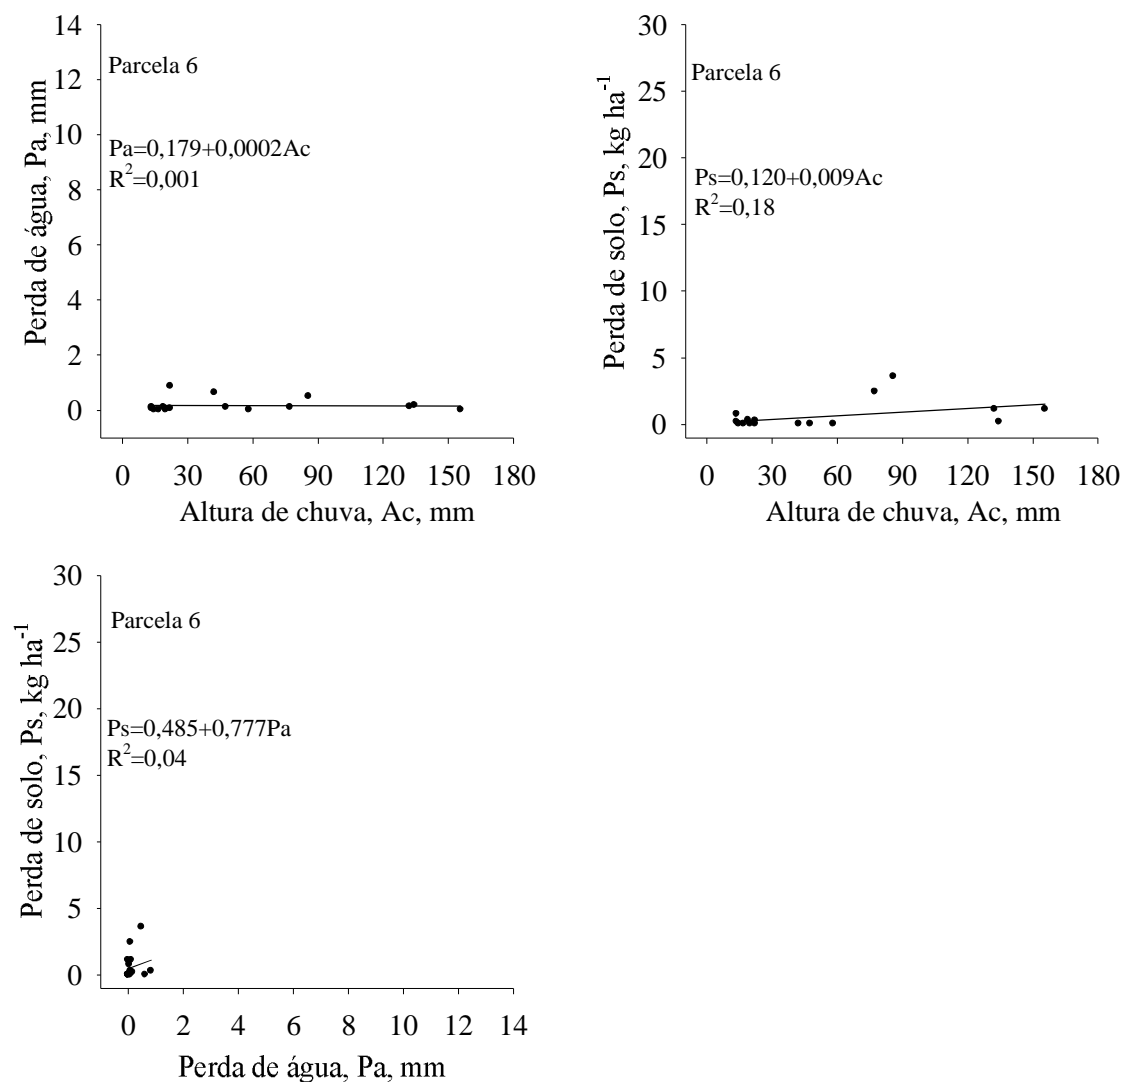 14
12
10
8
6
4
2
0
Perda de água, Pa, mm
Parcela 6
Pa=0,179+0,0002Ac
R²=0,001
0 30 60 90 120 150 180
Altura de chuva, Ac, mm
30
25
20
15
10
5
0
Perda de solo, Ps, kg ha⁻¹
Parcela 6
Ps=0,120+0,009Ac
R²=0,18
0 30 60 90 120 150 180
Altura de chuva, Ac, mm
30
25
20
15
10
5
0
Perda de solo, Ps, kg ha⁻¹
Parcela 6
Ps=0,485+0,777Pa
R²=0,04
0 2 4 6 8 10 12 14
Perda de água, Pa, mm